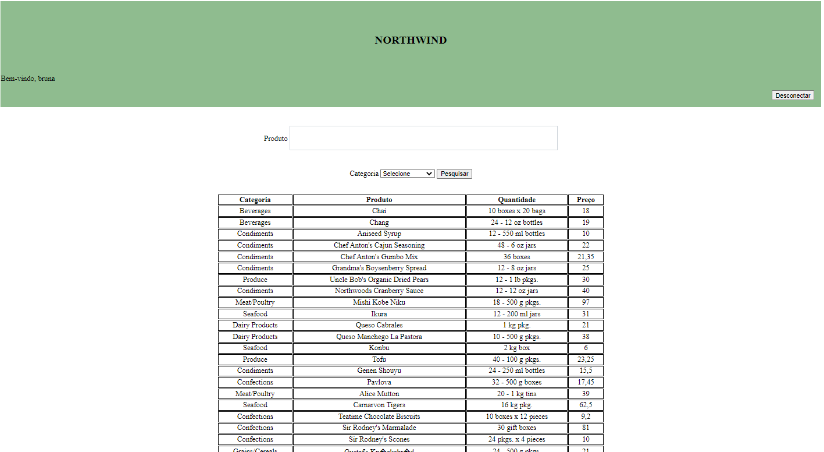 NORTHWIND
Bem-vindo, bruna
Desconectar
Produto
Categoria Selecione Pesquisar
Categoria Produto Quantidade Preço
Beverages Chai 10 boxes x 20 bags 18
Beverages Chang 24 - 12 oz bottles 19
Condiments Aniseed Syrup 12 - 550 ml bottles 10
Condiments Chef Anton's Cajun Seasoning 48 - 6 oz jars 22
Condiments Chef Anton's Gumbo Mix 36 boxes 21,35
Condiments Grandma's Boysenberry Spread 12 - 8 oz jars 25
Produce Uncle Bob's Organic Dried Pears 12 - 1 lb pkgs. 30
Condiments Northwoods Cranberry Sauce 12 - 12 oz jars 40
Meat/Poultry Mishi Kobe Niku 18 - 500 g pkgs. 97
Seafood Ikura 12 - 200 ml jars 31
Dairy Products Queso Cabrales 1 kg pkg. 21
Dairy Products Queso Manchego La Pastora 10 - 500 g pkgs. 38
Seafood Konbu 2 kg box 6
Produce Tofu 40 - 100 g pkgs. 23,25
Condiments Genen Shouyu 24 - 250 ml bottles 15,5
Confections Pavlova 32 - 500 g boxes 17,45
Meat/Poultry Alice Mutton 20 - 1 kg tins 39
Seafood Carnarvon Tigers 16 kg pkg. 62,5
Confections Teatime Chocolate Biscuits 10 boxes x 12 pieces 9,2
Confections Sir Rodney's Marmalade 30 gift boxes 81
Confections Sir Rodney's Scones 24 pkgs. x 4 pieces 10
Grains/Cereals 24 - 500 g pkgs. 21